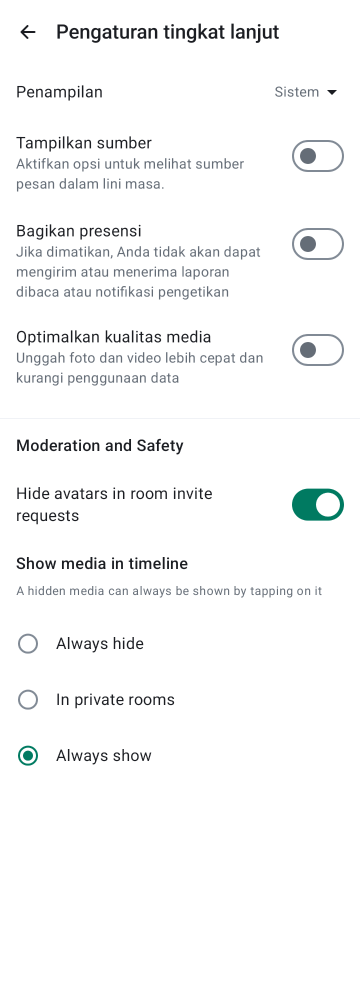 Pengaturan tingkat lanjut
Penampilan
Sistem
Tampilkan sumber
Aktifkan opsi untuk melihat sumber
pesan dalam lini masa.
Bagikan presensi
Jika dimatikan, Anda tidak akan dapat
mengirim atau menerima laporan
dibaca atau notifikasi pengetikan
Optimalkan kualitas media
Unggah foto dan video lebih cepat dan
kurangi penggunaan data
Moderation and Safety
Hide avatars in room invite
requests
Show media in timeline
A hidden media can always be shown by tapping on it
Always hide
In private rooms
Always show